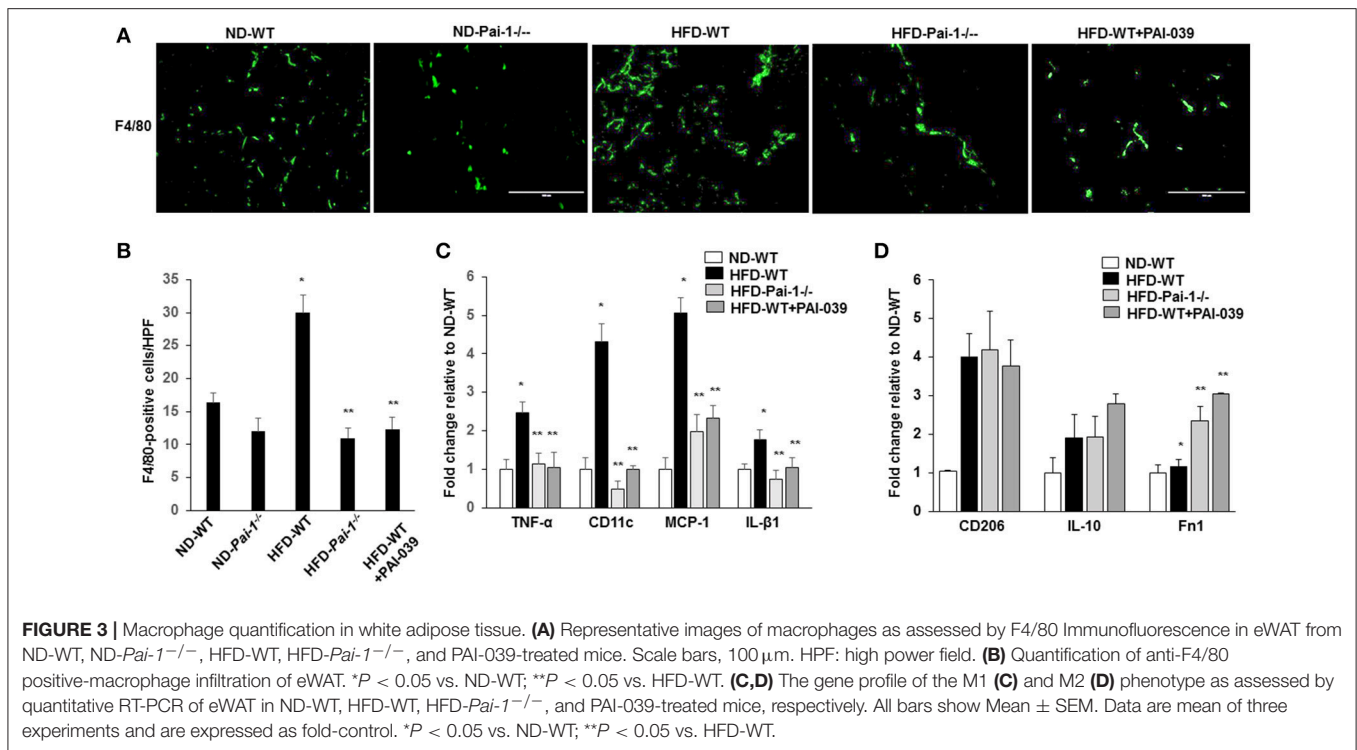 A
ND-WT
ND-Pai-1-/--
HFD-WT
HFD-Pai-1-/--
HFD-WT+PAI-039
F4/80
B
F4/80-positive cells/HPF
35
30
25
20
15
10
5
0
*
**
**
ND-WT
ND-Pai-1-/-
HFD-WT
HFD-Pai-1-/-
HFD-WT
+PAI-039
C
ND-WT
HFD-WT
HFD-Pai-1-/-
HFD-WT+PAI-039
Fold change relative to ND-WT
6
5
4
3
2
1
0
*
** **
*
**
**
*
**
**
*
**
**
TNF-α
CD11c
MCP-1
IL-β1
D
ND-WT
HFD-WT
HFD-Pai-1-/-
HFD-WT+PAI-039
Fold change relative to ND-WT
6
5
4
3
2
1
0
*
**
**
CD206
IL-10
Fn1
FIGURE 3 | Macrophage quantification in white adipose tissue. (A) Representative images of macrophages as assessed by F4/80 Immunofluorescence in eWAT from
ND-WT, ND-Pai-1−/−, HFD-WT, HFD-Pai-1−/−, and PAI-039-treated mice. Scale bars, 100 μm. HPF: high power field. (B) Quantification of anti-F4/80
positive-macrophage infiltration of eWAT. *P < 0.05 vs. ND-WT; **P < 0.05 vs. HFD-WT. (C,D) The gene profile of the M1 (C) and M2 (D) phenotype as assessed by
quantitative RT-PCR of eWAT in ND-WT, HFD-WT, HFD-Pai-1−/−, and PAI-039-treated mice, respectively. All bars show Mean ± SEM. Data are mean of three
experiments and are expressed as fold-control. *P < 0.05 vs. ND-WT; **P < 0.05 vs. HFD-WT.